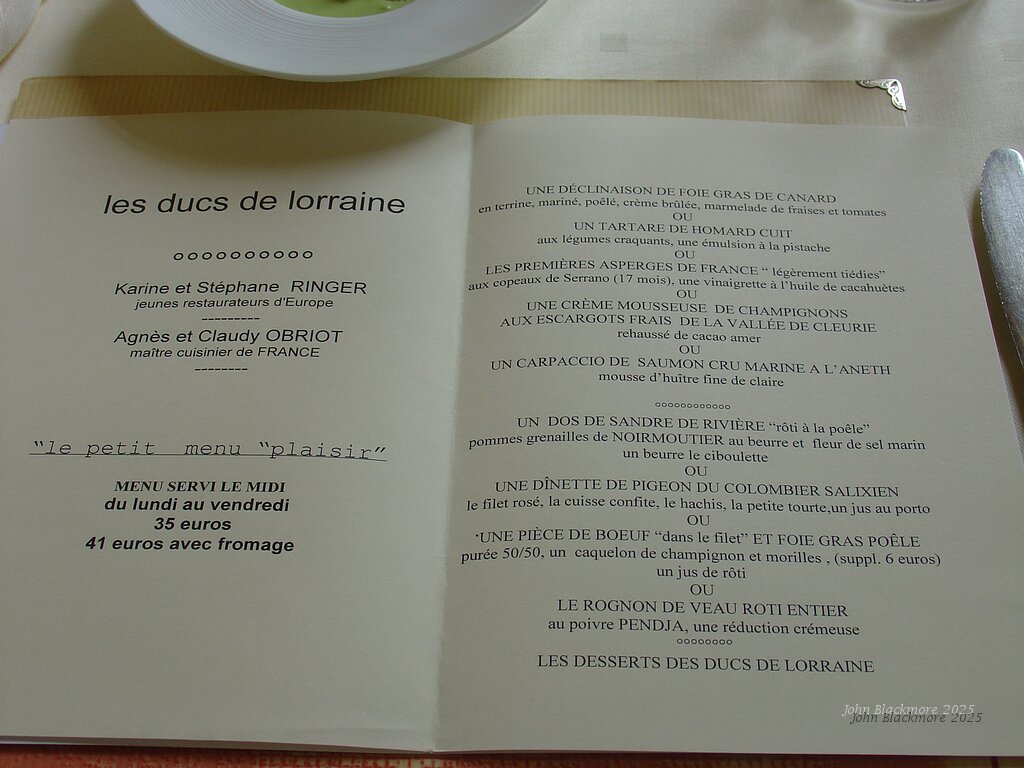 les ducs de lorraine
oooooooooo
Karine et Stéphane RINGER
jeunes restaurateurs d'Europe
---------
Agnès et Claudy OBRIOT
maître cuisinier de FRANCE
--------
"le petit menu "plaisir"
MENU SERVI LE MIDI
du lundi au vendredi
35 euros
41 euros avec fromage
UNE DÉCLINAISON DE FOIE GRAS DE CANARD
en terrine, mariné, poêlé, crème brûlée, marmelade de fraises et tomates
OU
UN TARTARE DE HOMARD CUIT
aux légumes craquants, une émulsion à la pistache
OU
LES PREMIÈRES ASPERGES DE FRANCE " légèrement tiédies"
aux copeaux de Serrano (17 mois), une vinaigrette à l'huile de cacahuètes
OU
UNE CRÈME MOUSSEUSE DE CHAMPIGNONS
AUX ESCARGOTS FRAIS DE LA VALLÉE DE CLEURIE
rehaussé de cacao amer
OU
UN CARPACCIO DE SAUMON CRU MARINE A L'ANETH
mousse d'huître fine de claire
oooooooooooo
UN DOS DE SANDRE DE RIVIÈRE "rôti à la poêle"
pommes grenailles de NOIRMOUTIER au beurre et fleur de sel marin
un beurre le ciboulette
OU
UNE DÎNETTE DE PIGEON DU COLOMBIER SALIXIEN
le filet rosé, la cuisse confite, le hachis, la petite tourte,un jus au porto
OU
UNE PIÈCE DE BOEUF "dans le filet" ET FOIE GRAS POÊLE
purée 50/50, un caquelon de champignon et morilles , (suppl. 6 euros)
un jus de rôti
OU
LE ROGNON DE VEAU ROTI ENTIER
au poivre PENDJA, une réduction crémeuse
oooooooo
LES DESSERTS DES DUCS DE LORRAINE
John Blackmore 2025
John Blackmore 2025